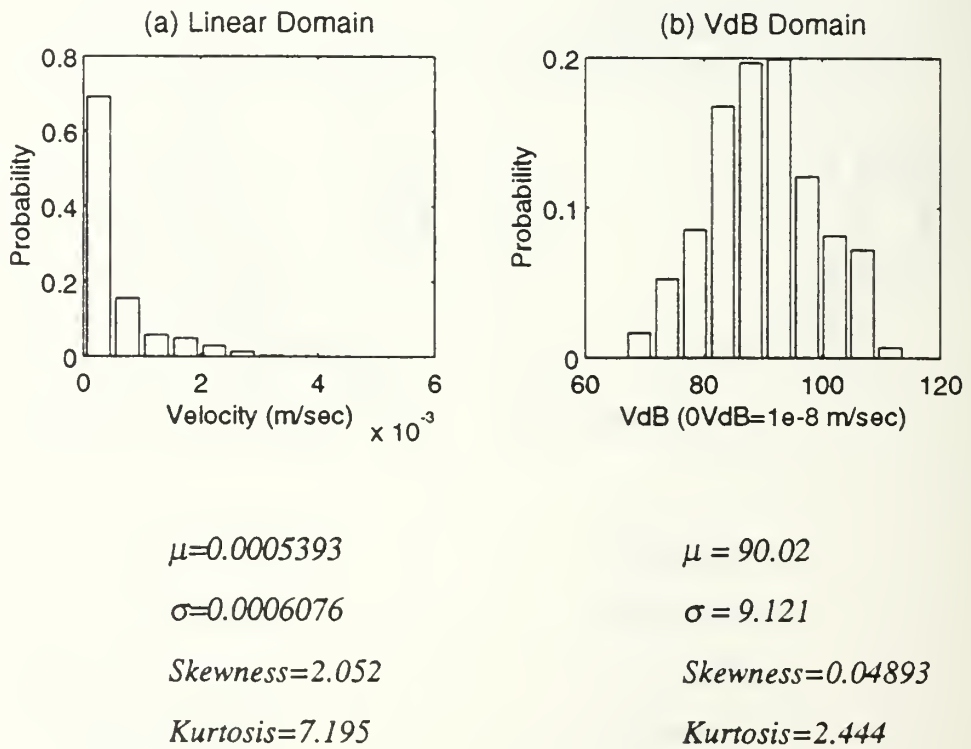 (a) Linear Domain
0.8
0.6
0.4
0.2
0
Probability
0 2 4 6
Velocity (m/sec)
x 10⁻³
(b) VdB Domain
0.2
0.1
0
Probability
60 80 100 120
VdB (0VdB=1e-8 m/sec)
μ=0.0005393
σ=0.0006076
Skewness=2.052
Kurtosis=7.195
μ = 90.02
σ = 9.121
Skewness=0.04893
Kurtosis=2.444